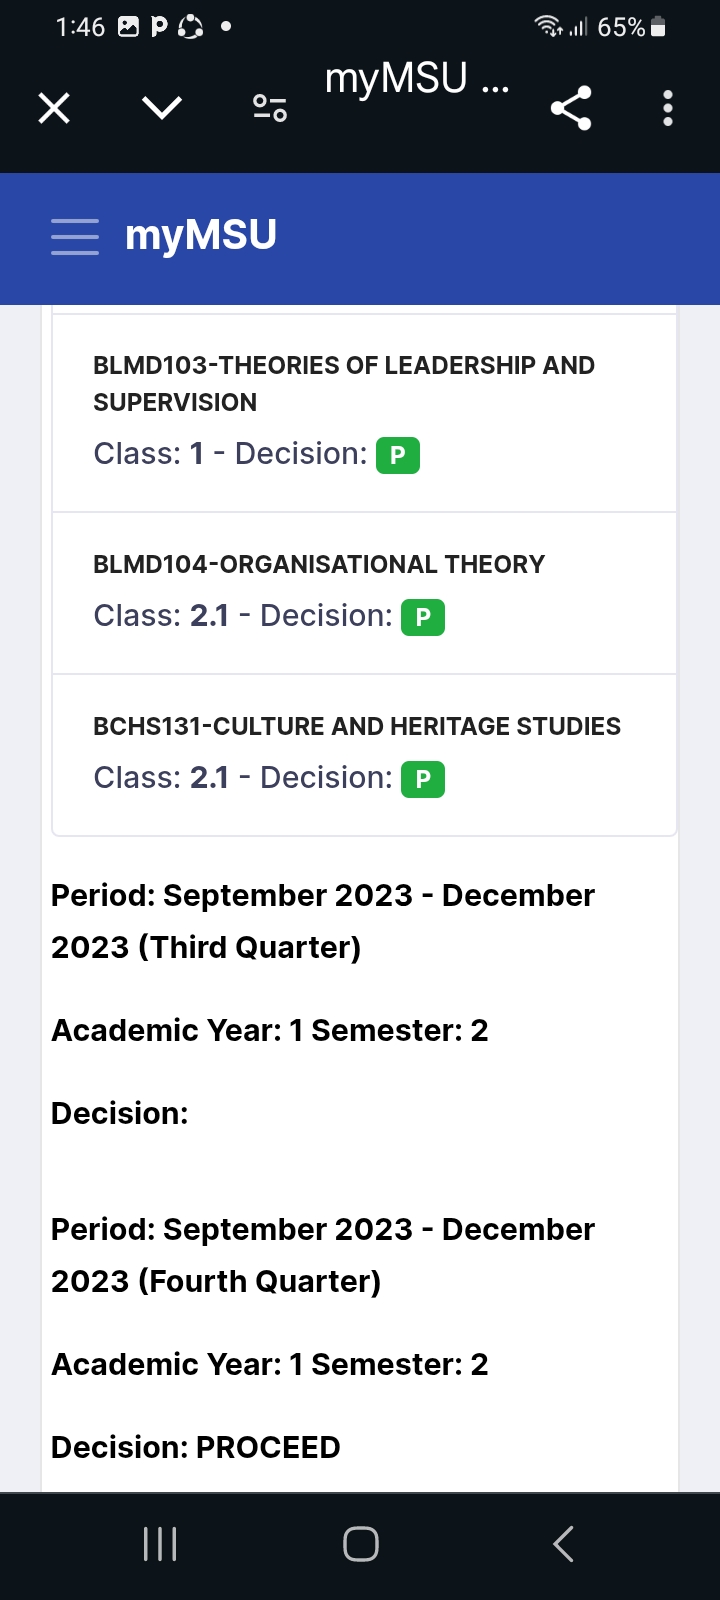 1:46
65%
myMSU ...
myMSU
BLMD103-THEORIES OF LEADERSHIP AND
SUPERVISION
Class: 1 - Decision: P
BLMD104-ORGANISATIONAL THEORY
Class: 2.1 - Decision: P
BCHS131-CULTURE AND HERITAGE STUDIES
Class: 2.1 - Decision: P
Period: September 2023 - December
2023 (Third Quarter)
Academic Year: 1 Semester: 2
Decision:
Period: September 2023 - December
2023 (Fourth Quarter)
Academic Year: 1 Semester: 2
Decision: PROCEED